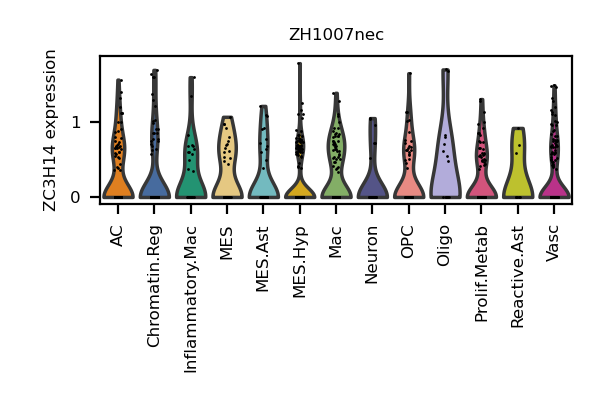 ZH1007nec
ZC3H14 expression
1
0
AC
Chromatin.Reg
Inflammatory.Mac
MES
MES.Ast
MES.Hyp
Mac
Neuron
OPC
Oligo
Prolif.Metab
Reactive.Ast
Vasc